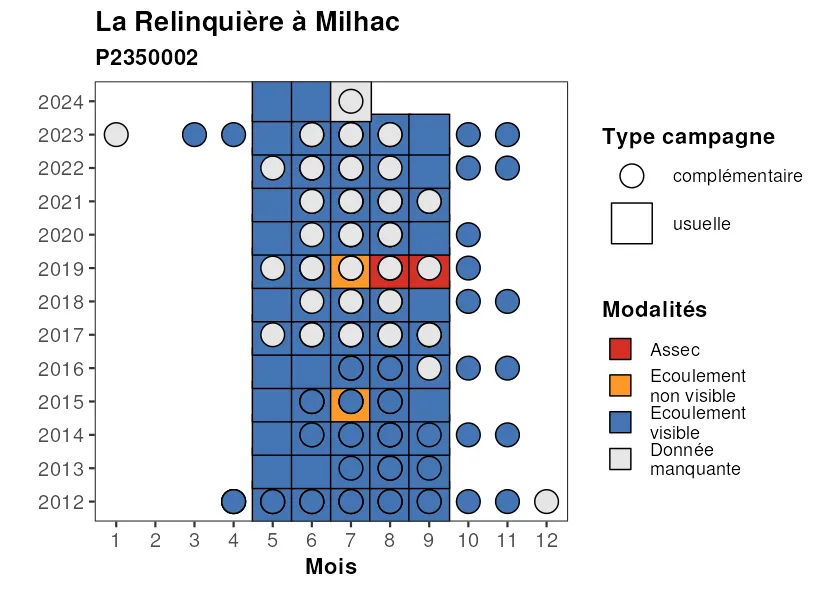 La Relinquière à Milhac
P2350002
2024
2023
2022
2021
2020
2019
2018
2017
2016
2015
2014
2013
2012
1 2 3 4 5 6 7 8 9 10 11 12
Mois
Type campagne
complémentaire
usuelle
Modalités
Assec
Ecoulement
non visible
Ecoulement
visible
Donnée
manquante